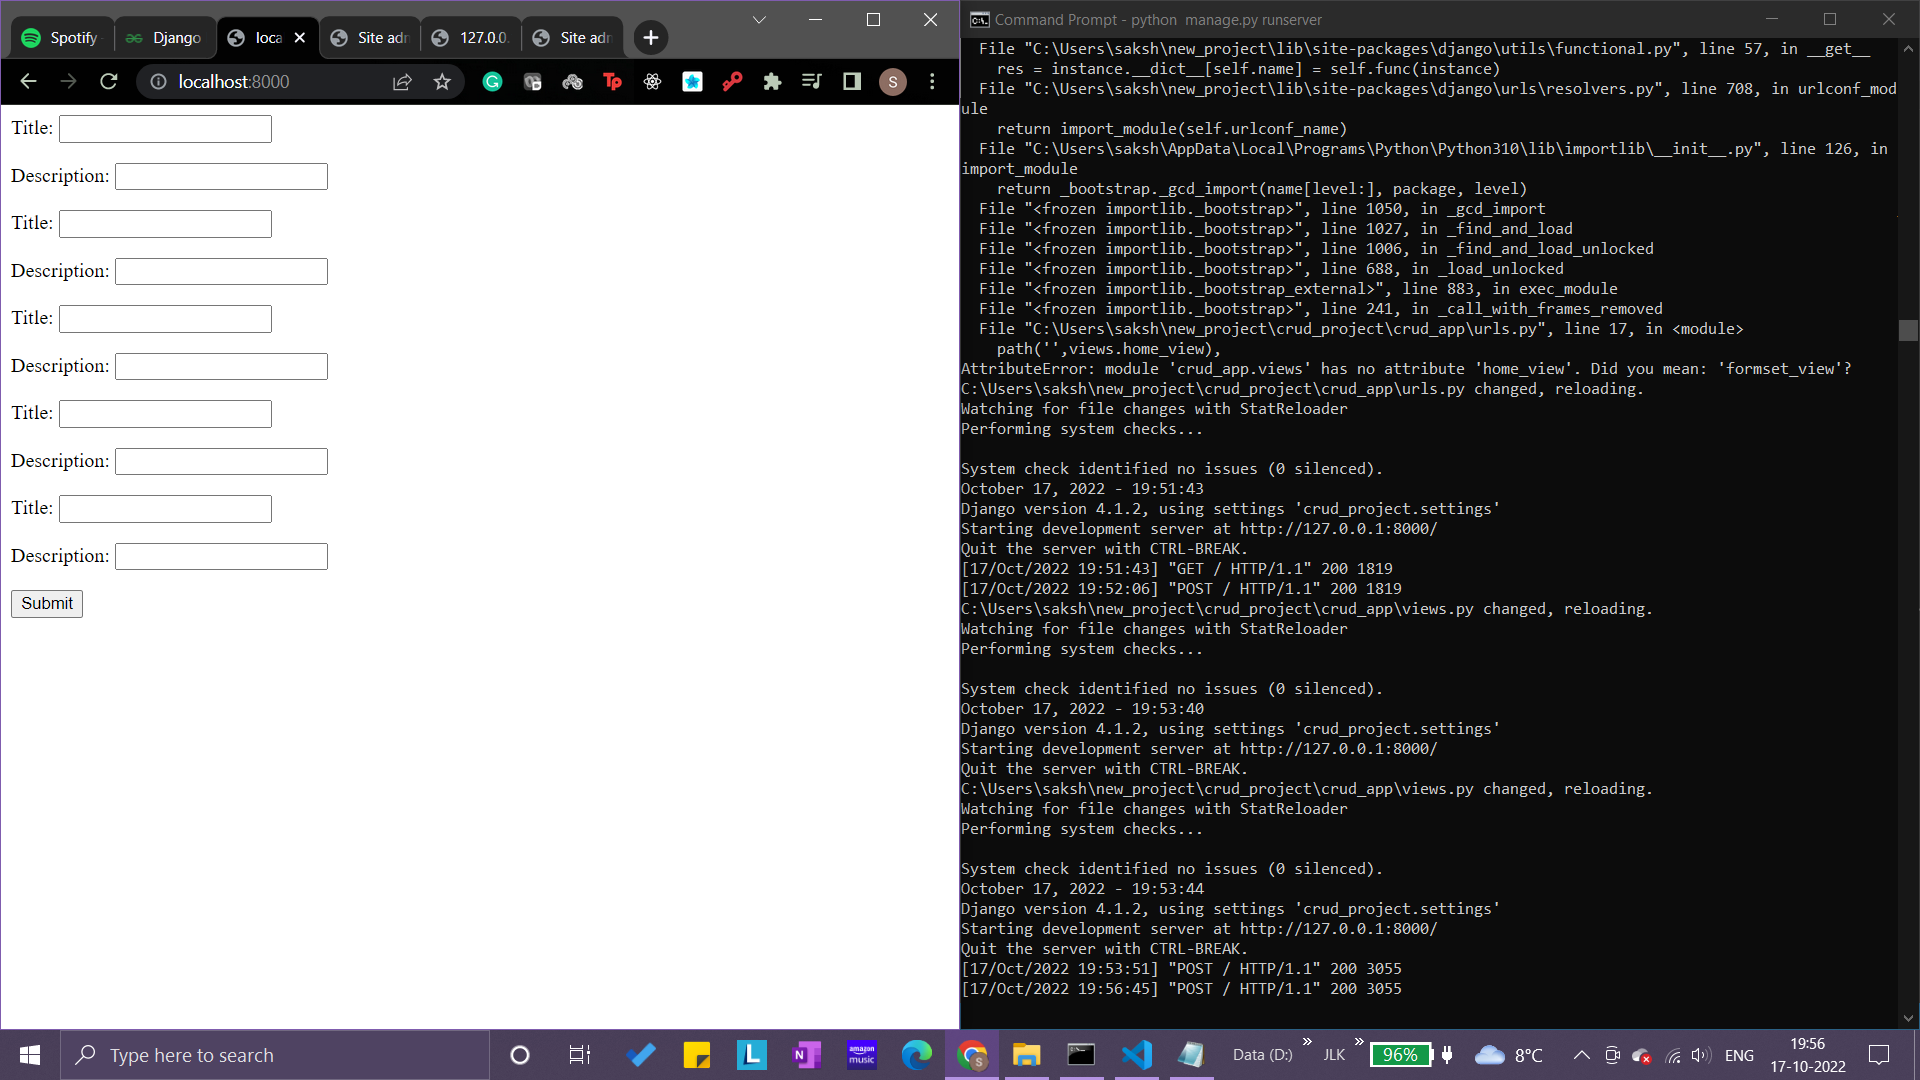 Spotify
Django
loca
Site adn
127.0.0.
Site adn
localhost:8000
Tp
S
Title:
Description:
Title:
Description:
Title:
Description:
Title:
Description:
Title:
Description:
Submit
Command Prompt - python  manage.py runserver
  File "C:\Users\saksh\new_project\lib\site-packages\django\utils\functional.py", line 57, in __get__
    res = instance.__dict__[self.name] = self.func(instance)
  File "C:\Users\saksh\new_project\lib\site-packages\django\urls\resolvers.py", line 708, in urlconf_mod
ule
    return import_module(self.urlconf_name)
  File "C:\Users\saksh\AppData\Local\Programs\Python\Python310\lib\importlib\__init__.py", line 126, in
import_module
    return _bootstrap._gcd_import(name[level:], package, level)
  File "<frozen importlib._bootstrap>", line 1050, in _gcd_import
  File "<frozen importlib._bootstrap>", line 1027, in _find_and_load
  File "<frozen importlib._bootstrap>", line 1006, in _find_and_load_unlocked
  File "<frozen importlib._bootstrap>", line 688, in _load_unlocked
  File "<frozen importlib._bootstrap_external>", line 883, in exec_module
  File "<frozen importlib._bootstrap>", line 241, in _call_with_frames_removed
  File "C:\Users\saksh\new_project\crud_project\crud_app\urls.py", line 17, in <module>
    path('',views.home_view),
AttributeError: module 'crud_app.views' has no attribute 'home_view'. Did you mean: 'formset_view'?
C:\Users\saksh\new_project\crud_project\crud_app\urls.py changed, reloading.
Watching for file changes with StatReloader
Performing system checks...
System check identified no issues (0 silenced).
October 17, 2022 - 19:51:43
Django version 4.1.2, using settings 'crud_project.settings'
Starting development server at http://127.0.0.1:8000/
Quit the server with CTRL-BREAK.
[17/Oct/2022 19:51:43] "GET / HTTP/1.1" 200 1819
[17/Oct/2022 19:52:06] "POST / HTTP/1.1" 200 1819
C:\Users\saksh\new_project\crud_project\crud_app\views.py changed, reloading.
Watching for file changes with StatReloader
Performing system checks...
System check identified no issues (0 silenced).
October 17, 2022 - 19:53:40
Django version 4.1.2, using settings 'crud_project.settings'
Starting development server at http://127.0.0.1:8000/
Quit the server with CTRL-BREAK.
C:\Users\saksh\new_project\crud_project\crud_app\views.py changed, reloading.
Watching for file changes with StatReloader
Performing system checks...
System check identified no issues (0 silenced).
October 17, 2022 - 19:53:44
Django version 4.1.2, using settings 'crud_project.settings'
Starting development server at http://127.0.0.1:8000/
Quit the server with CTRL-BREAK.
[17/Oct/2022 19:53:51] "POST / HTTP/1.1" 200 3055
[17/Oct/2022 19:56:45] "POST / HTTP/1.1" 200 3055
Type here to search
L
N
amazon music
S
Data (D:)
JLK
96%
8°C
ENG
19:56
17-10-2022